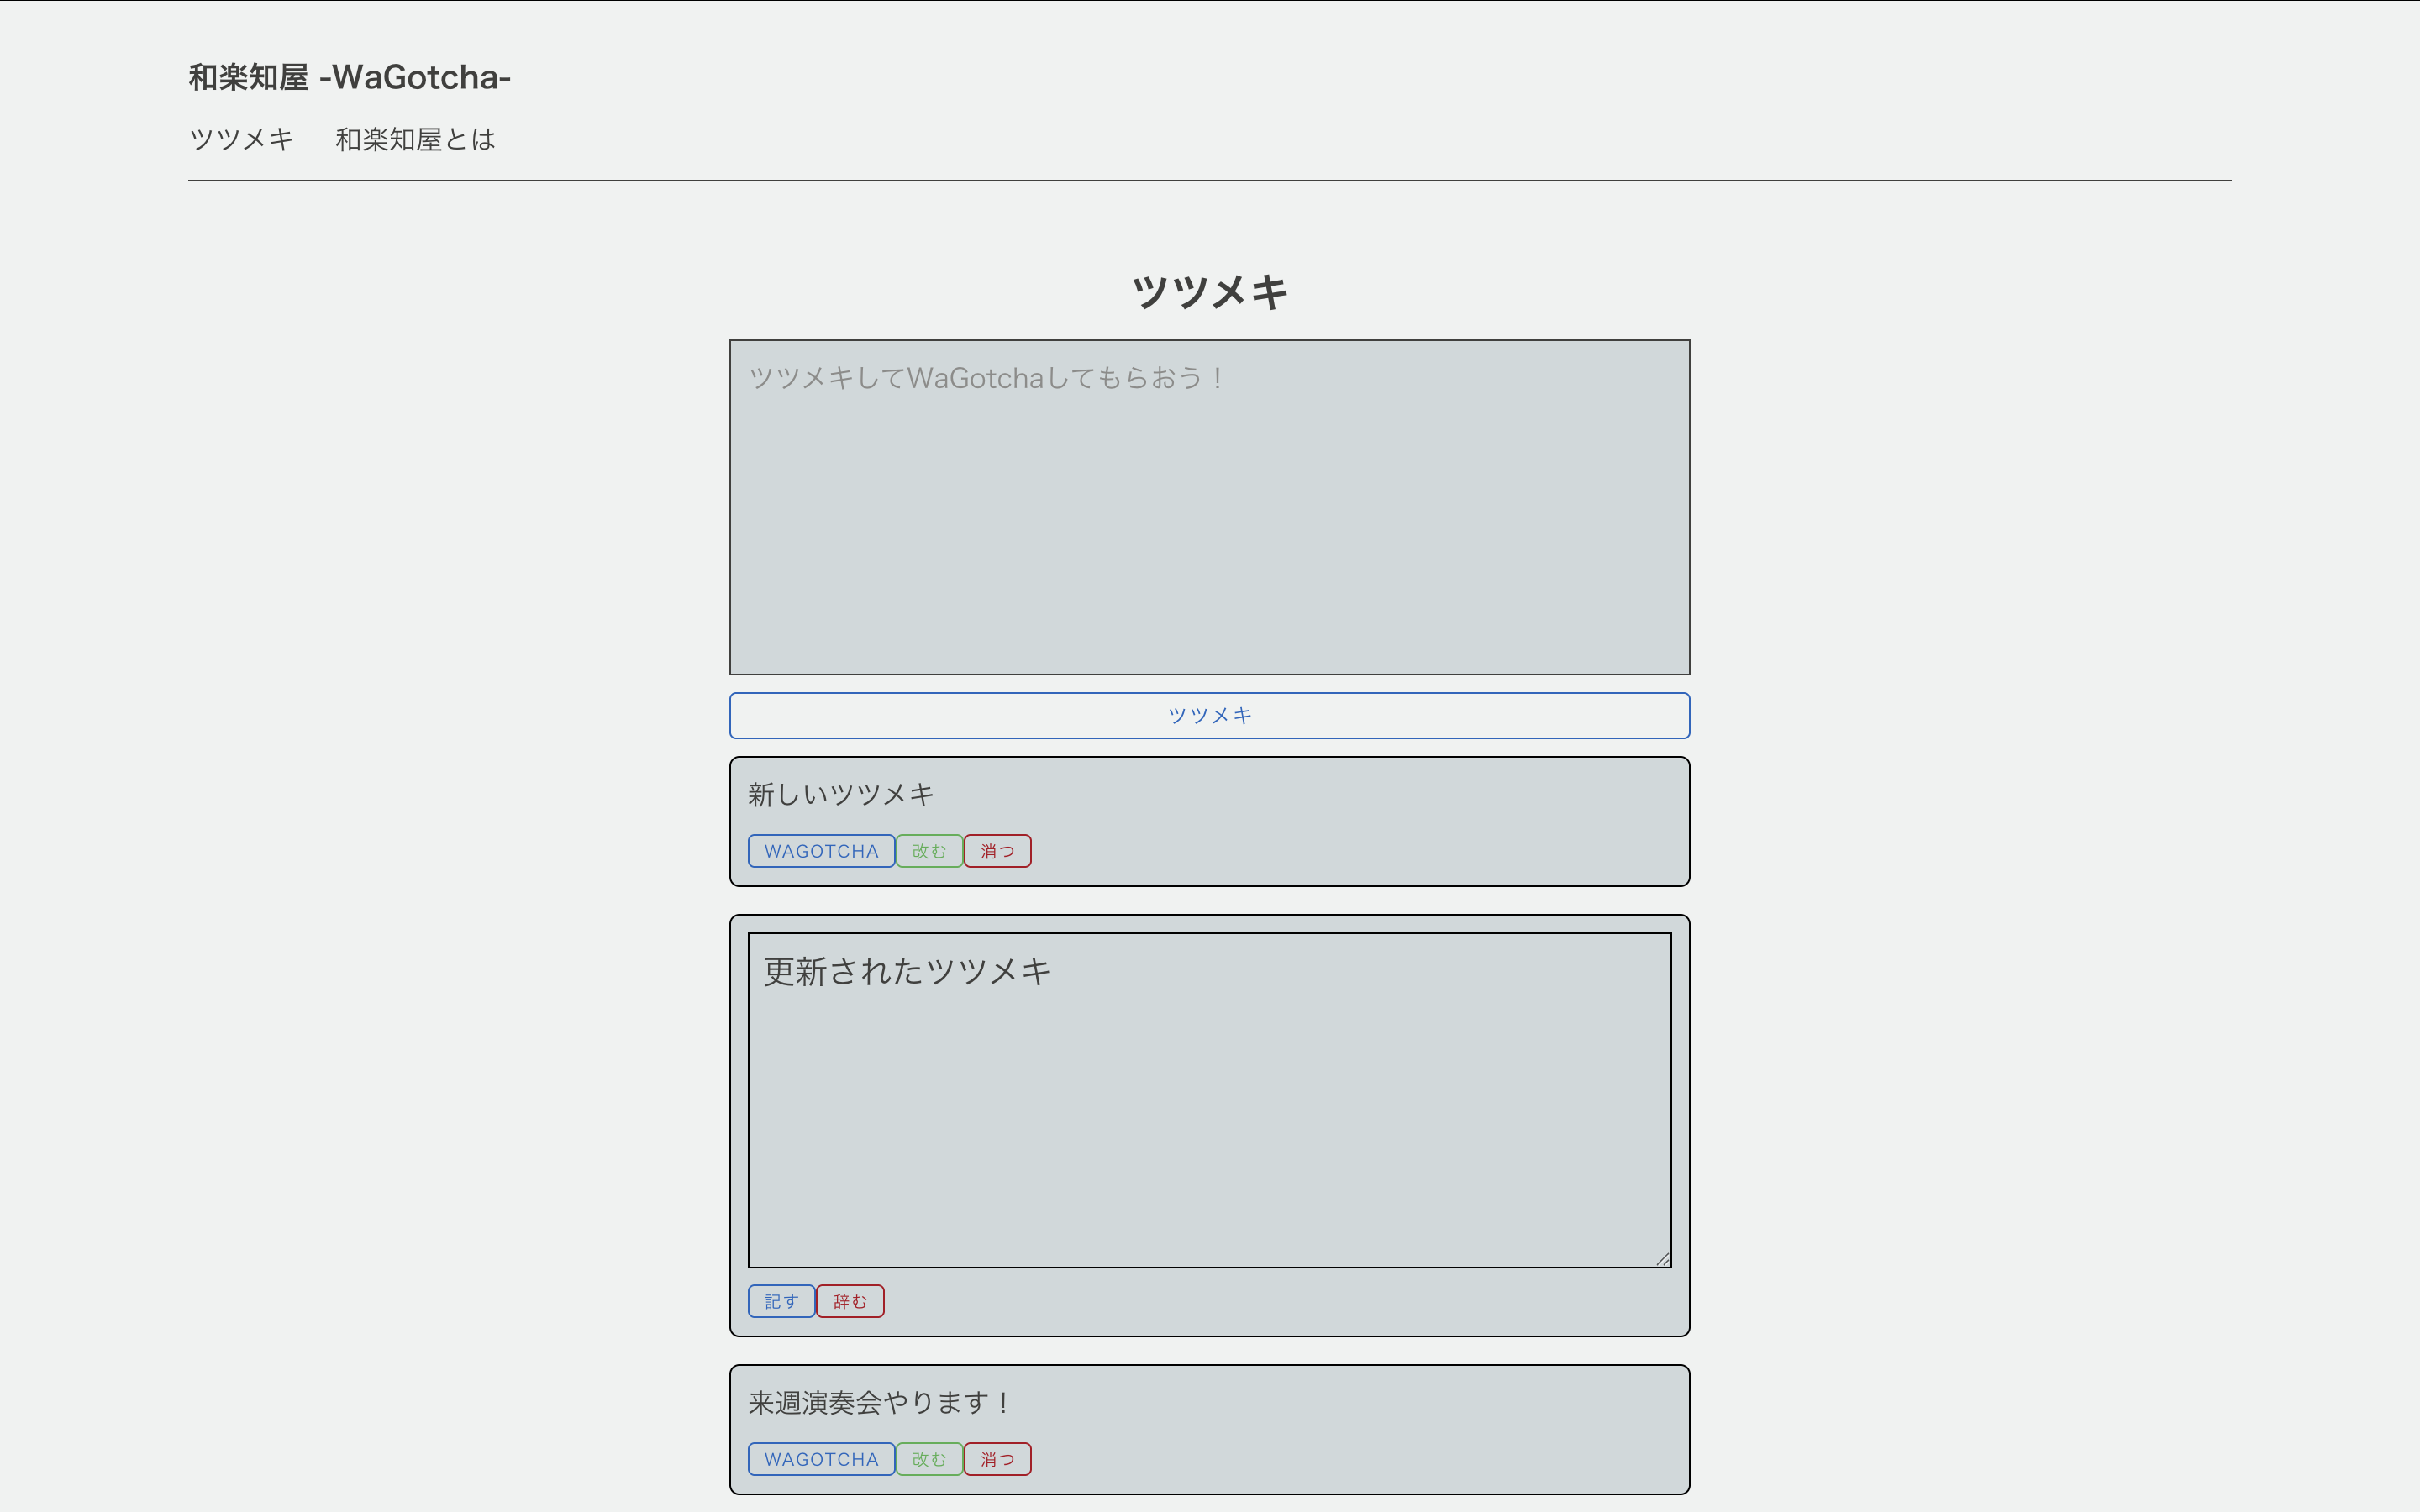 和楽知屋 -WaGotcha-
ツツメキ 和楽知屋とは
ツツメキ
ツツメキしてWaGotchaしてもらおう！
ツツメキ
新しいツツメキ
WAGOTCHA 改む 消つ
更新されたツツメキ
記す 辞む
来週演奏会やります！
WAGOTCHA 改む 消つ